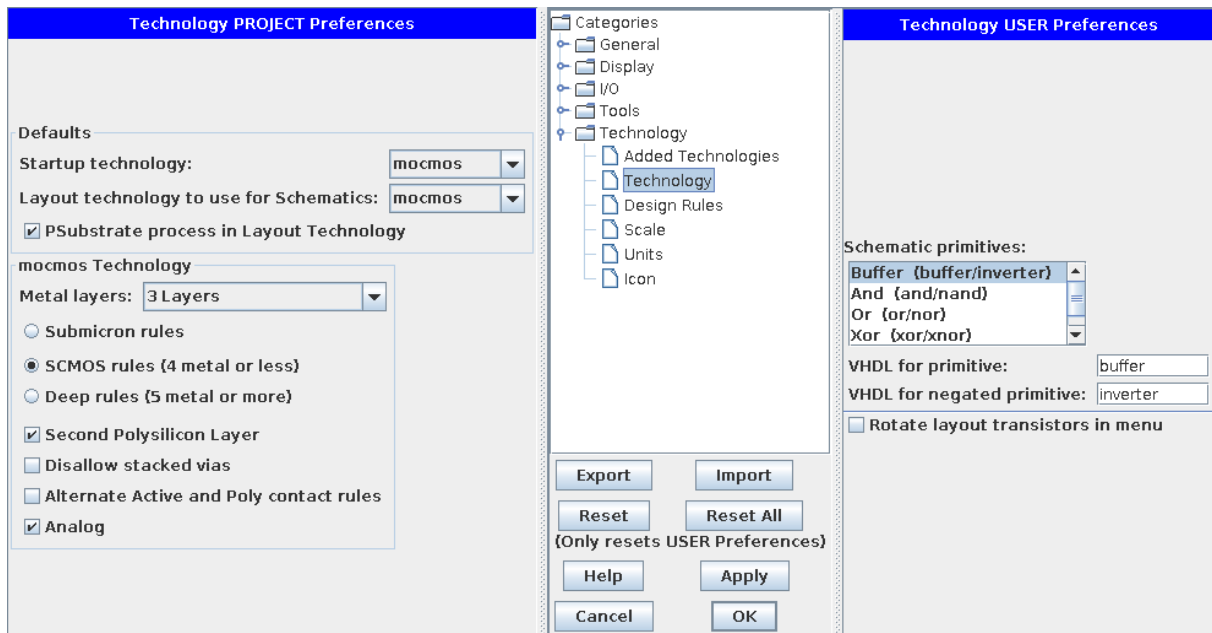 Technology PROJECT Preferences
Defaults
Startup technology: mocmos
Layout technology to use for Schematics: mocmos
PSubstrate process in Layout Technology
mocmos Technology
Metal layers: 3 Layers
Submicron rules
SCMOS rules (4 metal or less)
Deep rules (5 metal or more)
Second Polysilicon Layer
Disallow stacked vias
Alternate Active and Poly contact rules
Analog
Categories
General
Display
I/O
Tools
Technology
Added Technologies
Technology
Design Rules
Scale
Units
Icon
Export Import
Reset Reset All
(Only resets USER Preferences)
Help Apply
Cancel OK
Technology USER Preferences
Schematic primitives:
Buffer (buffer/inverter)
And (and/nand)
Or (or/nor)
Xor (xor/xnor)
VHDL for primitive: buffer
VHDL for negated primitive: inverter
Rotate layout transistors in menu